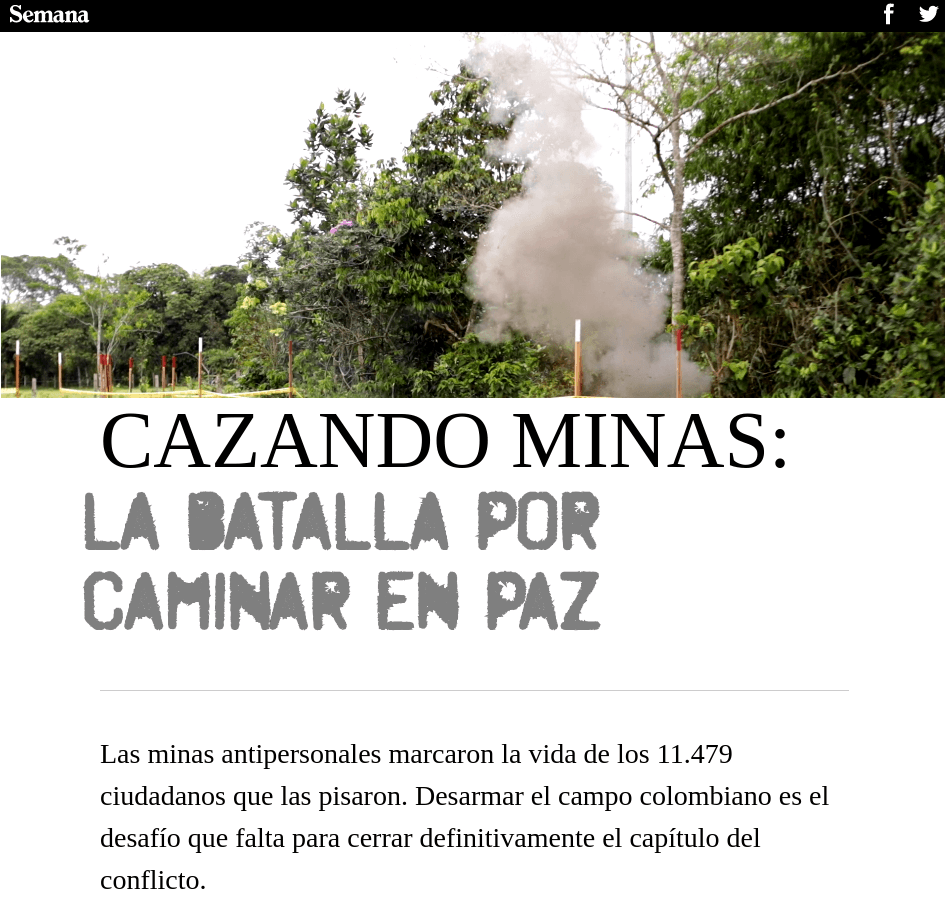 Semana
CAZANDO MINAS:
LA BATALLA POR
CAMINAR EN PAZ
Las minas antipersonales marcaron la vida de los 11.479
ciudadanos que las pisaron. Desarmar el campo colombiano es el
desafío que falta para cerrar definitivamente el capítulo del
conflicto.